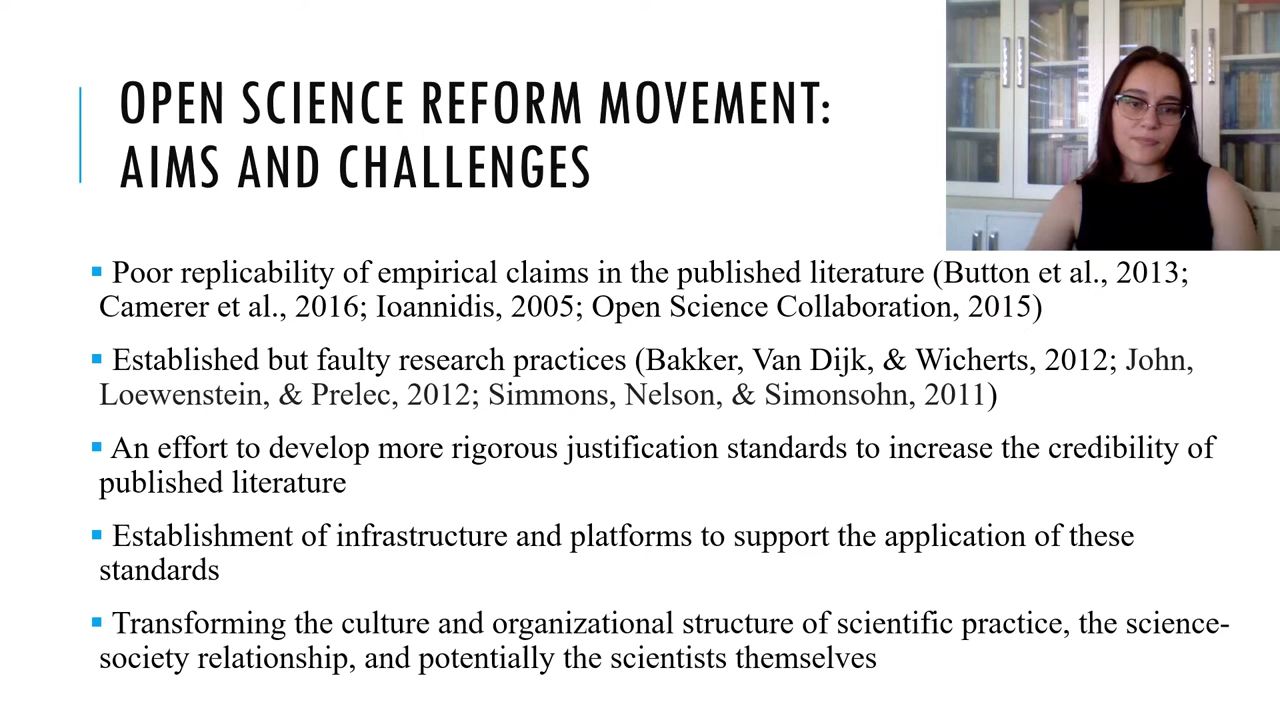 OPEN SCIENCE REFORM MOVEMENT:
AIMS AND CHALLENGES
▪ Poor replicability of empirical claims in the published literature (Button et al., 2013;
Camerer et al., 2016; Ioannidis, 2005; Open Science Collaboration, 2015)
▪ Established but faulty research practices (Bakker, Van Dijk, & Wicherts, 2012; John,
Loewenstein, & Prelec, 2012; Simmons, Nelson, & Simonsohn, 2011)
▪ An effort to develop more rigorous justification standards to increase the credibility of
published literature
▪ Establishment of infrastructure and platforms to support the application of these
standards
▪ Transforming the culture and organizational structure of scientific practice, the science-
society relationship, and potentially the scientists themselves